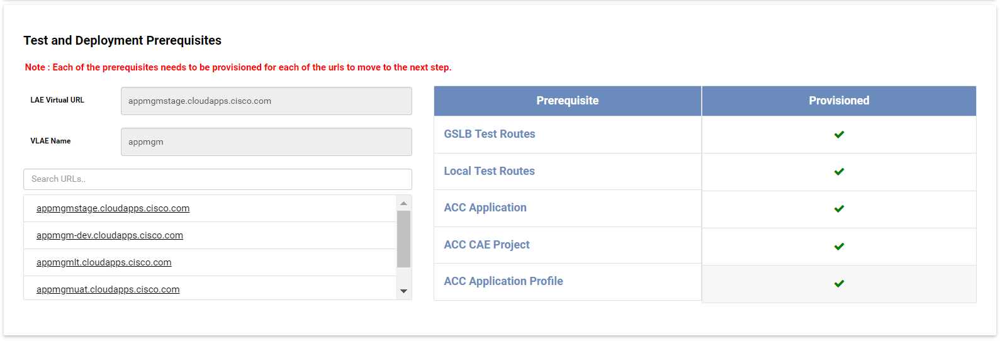 Test and Deployment Prerequisites
Note : Each of the prerequisites needs to be provisioned for each of the urls to move to the next step.
LAE Virtual URL
appmgmstage.cloudapps.cisco.com
VLAE Name
appmgm
Search URLs..
appmgmstage.cloudapps.cisco.com
appmgm-dev.cloudapps.cisco.com
appmgmlt.cloudapps.cisco.com
appmgmuat.cloudapps.cisco.com
Prerequisite
Provisioned
GSLB Test Routes
Local Test Routes
ACC Application
ACC CAE Project
ACC Application Profile